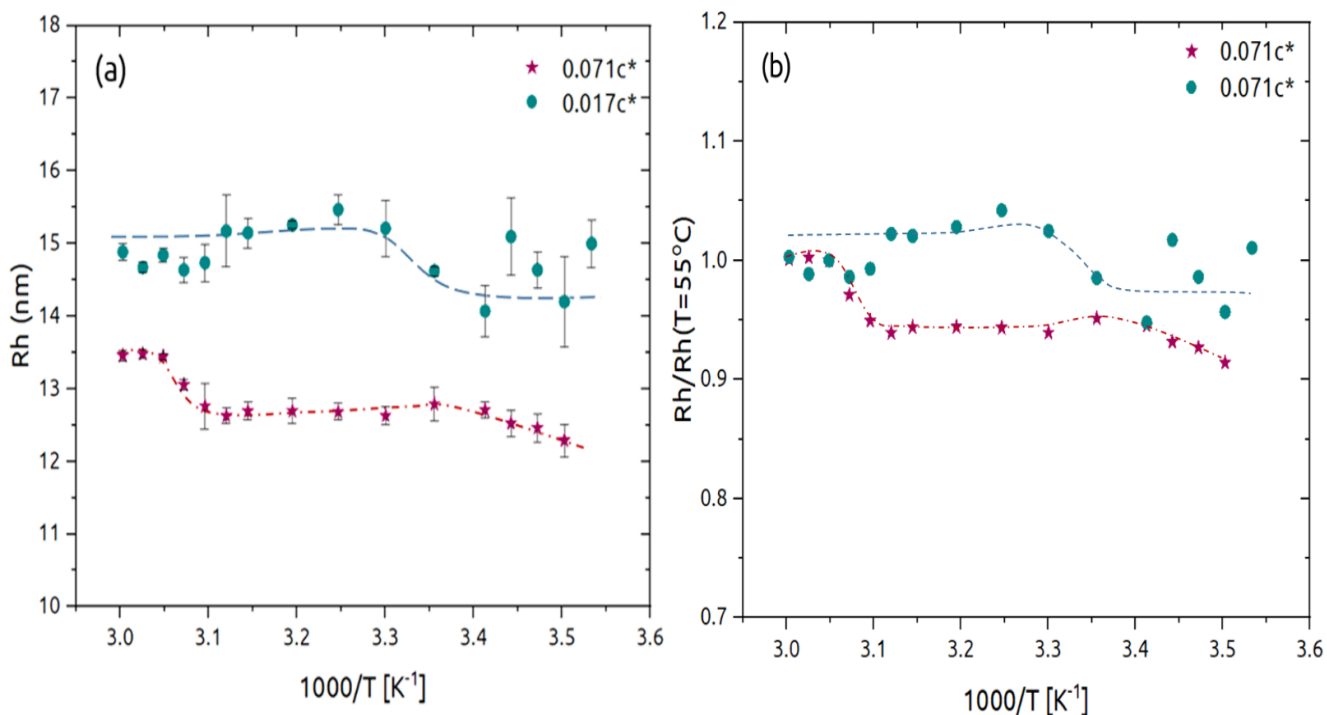 (a)
0.071c*
0.017c*
Rh (nm)
18
17
16
15
14
13
12
11
10
3.0 3.1 3.2 3.3 3.4 3.5 3.6
1000/T [K⁻¹]
(b)
0.071c*
0.071c*
Rh/Rh(T=55°C)
1.2
1.1
1.0
0.9
0.8
0.7
3.0 3.1 3.2 3.3 3.4 3.5 3.6
1000/T [K⁻¹]